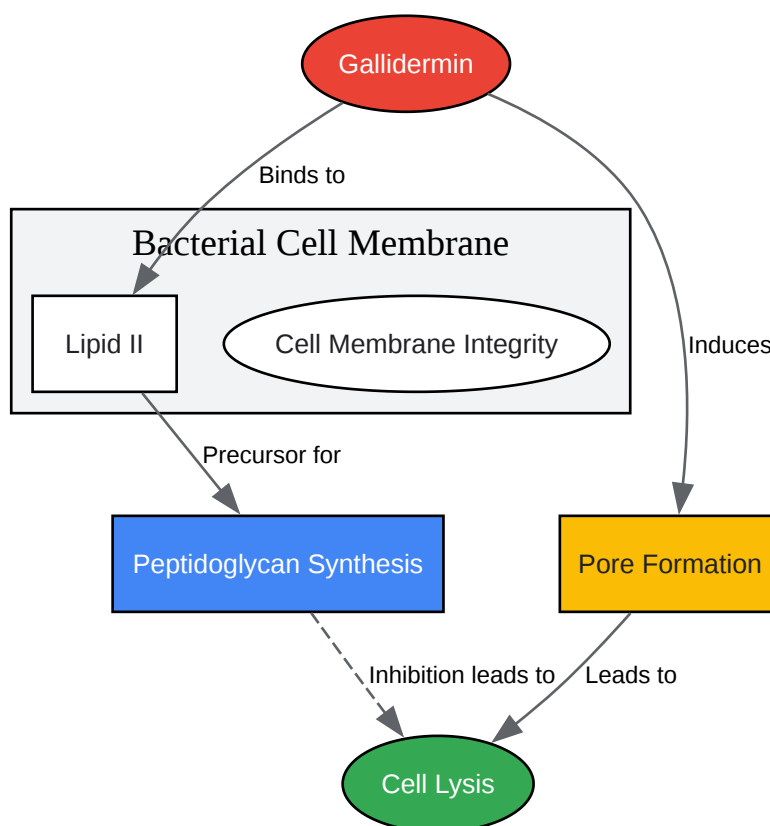 Gallidermin
Binds to
Bacterial Cell Membrane
Lipid II
Cell Membrane Integrity
Induces
Precursor for
Peptidoglycan Synthesis
Pore Formation
Inhibition leads to
Leads to
Cell Lysis